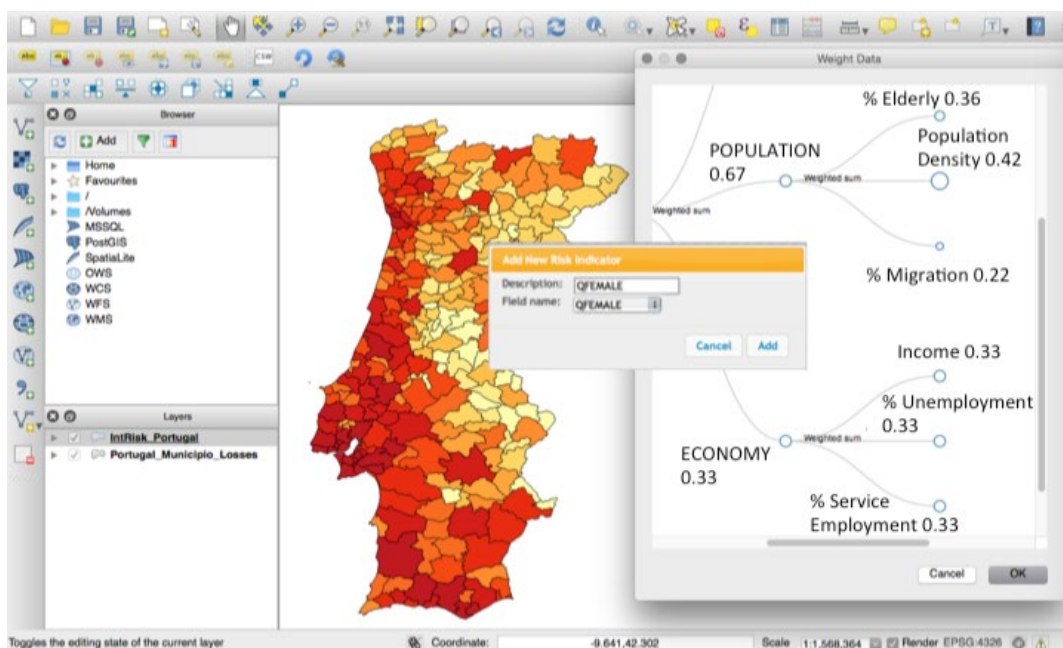 CSW
Browser
Add
Home
Favourites
/
/Volumes
MSSQL
PostGIS
SpatiaLite
OWS
WCS
WFS
WMS
Layers
IntRisk_Portugal
Portugal_Municipio_Losses
Weight Data
% Elderly 0.36
Population
Density 0.42
POPULATION
0.67
Weighted sum
Weighted sum
% Migration 0.22
Add New Risk Indicator
Description: QFEMALE
Field name: QFEMALE
Cancel Add
Income 0.33
% Unemployment
0.33
Weighted sum
ECONOMY
0.33
% Service
Employment 0.33
Cancel OK
Toggles the editing state of the current layer Coordinate: -9.641,42.302 Scale 1:1,568,364 Render EPSG:4326